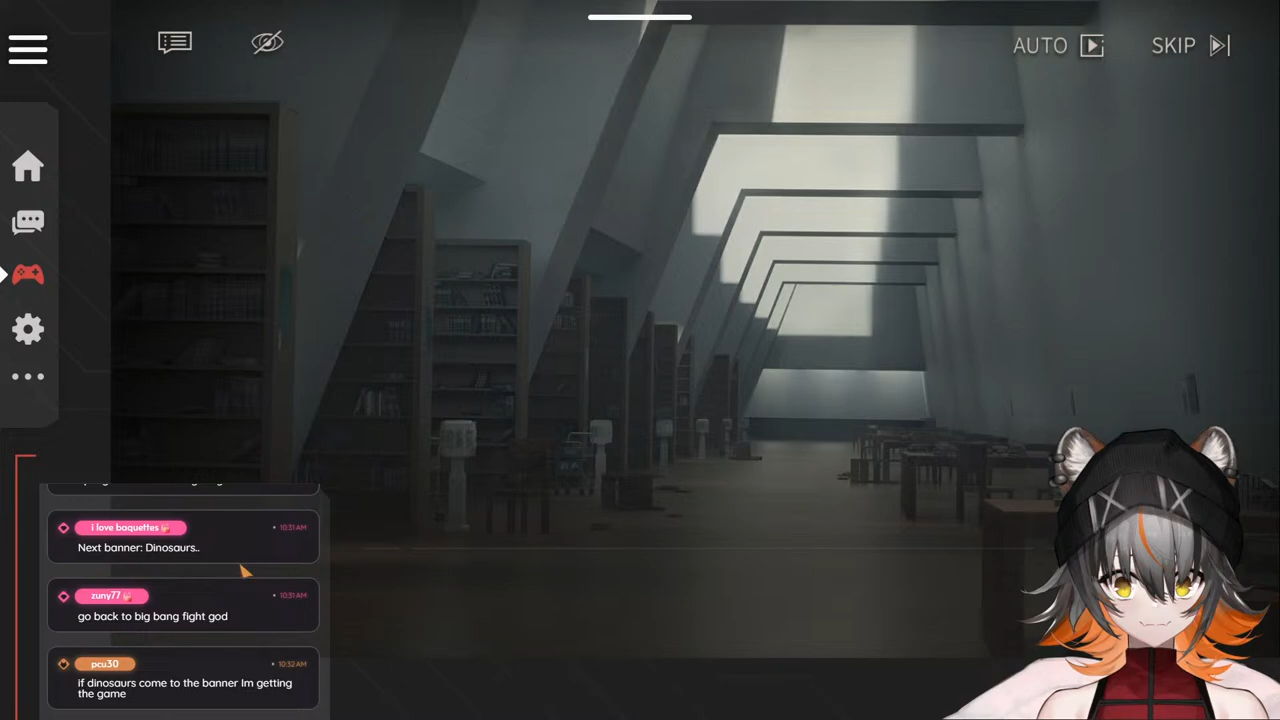 AUTO
SKIP
i love baguettes
10:31 AM
Next banner: Dinosaurs..
zuny77
10:31 AM
go back to big bang fight god
pcu30
10:32 AM
if dinosaurs come to the banner Im getting
the game